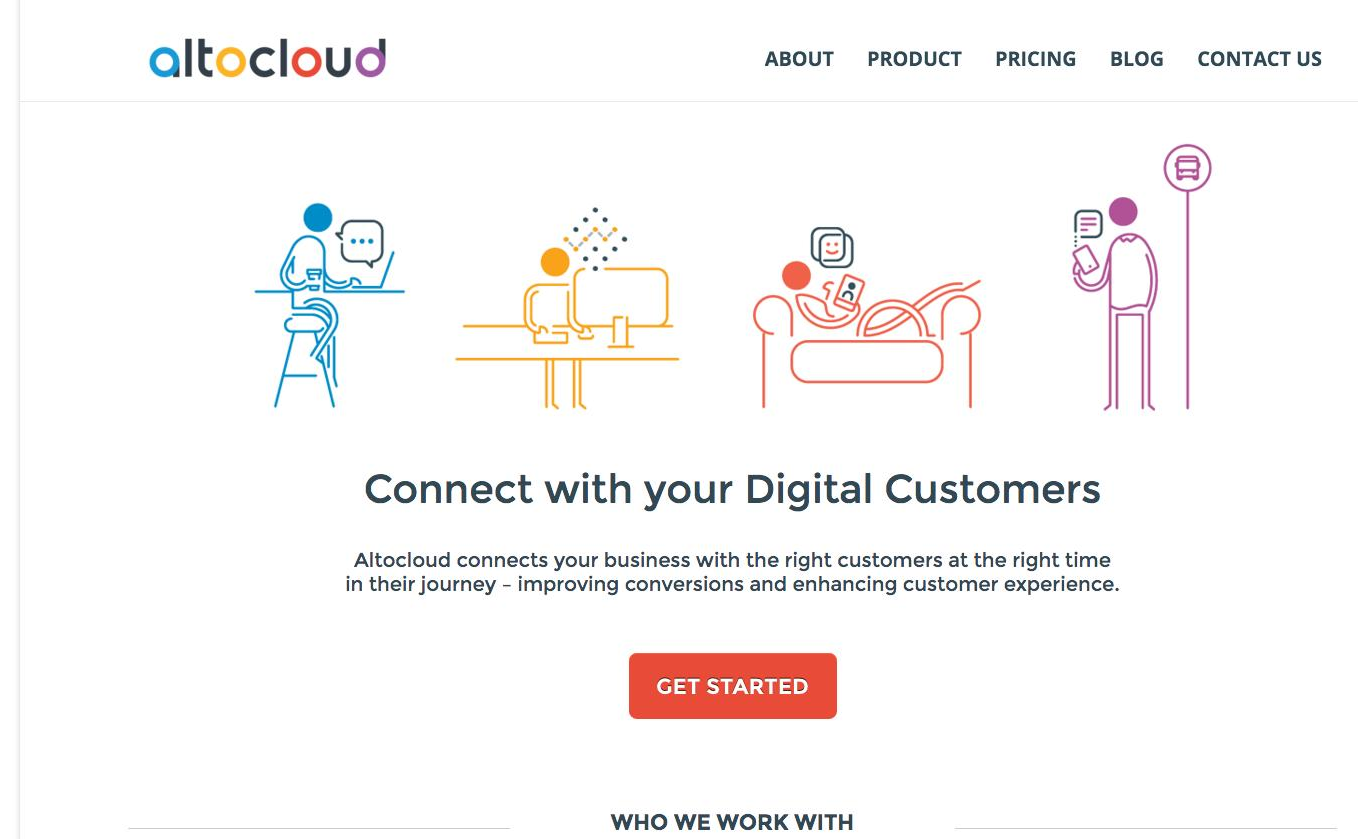 altocloud
ABOUT PRODUCT PRICING BLOG CONTACT US
Connect with your Digital Customers
Altocloud connects your business with the right customers at the right time
in their journey – improving conversions and enhancing customer experience.
GET STARTED
WHO WE WORK WITH